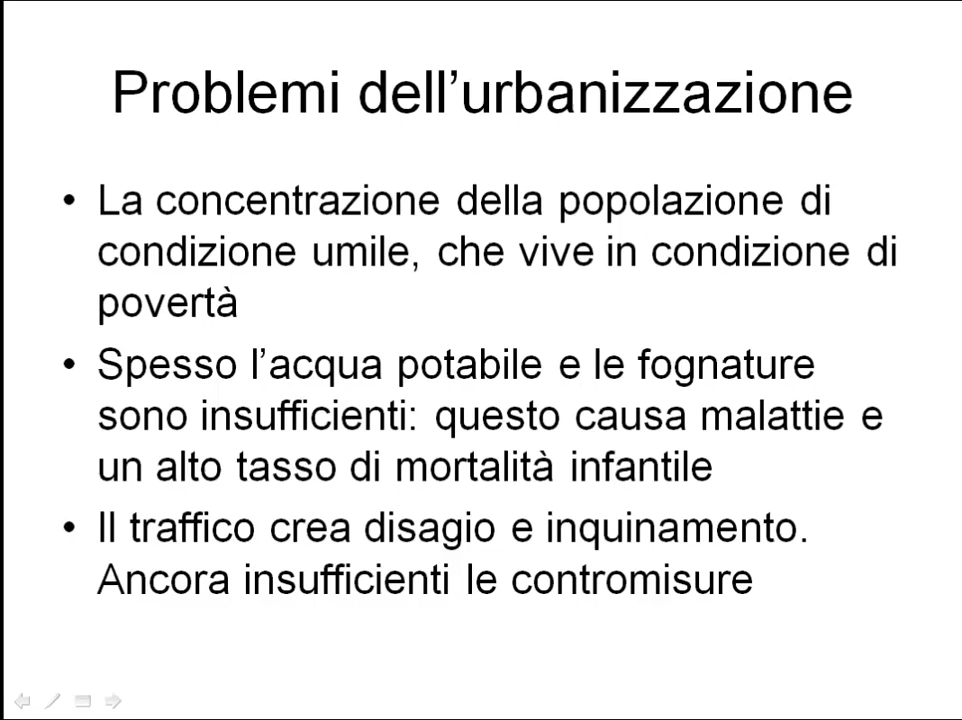 Problemi dell’urbanizzazione
• La concentrazione della popolazione di
condizione umile, che vive in condizione di
povertà
• Spesso l’acqua potabile e le fognature
sono insufficienti: questo causa malattie e
un alto tasso di mortalità infantile
• Il traffico crea disagio e inquinamento.
Ancora insufficienti le contromisure